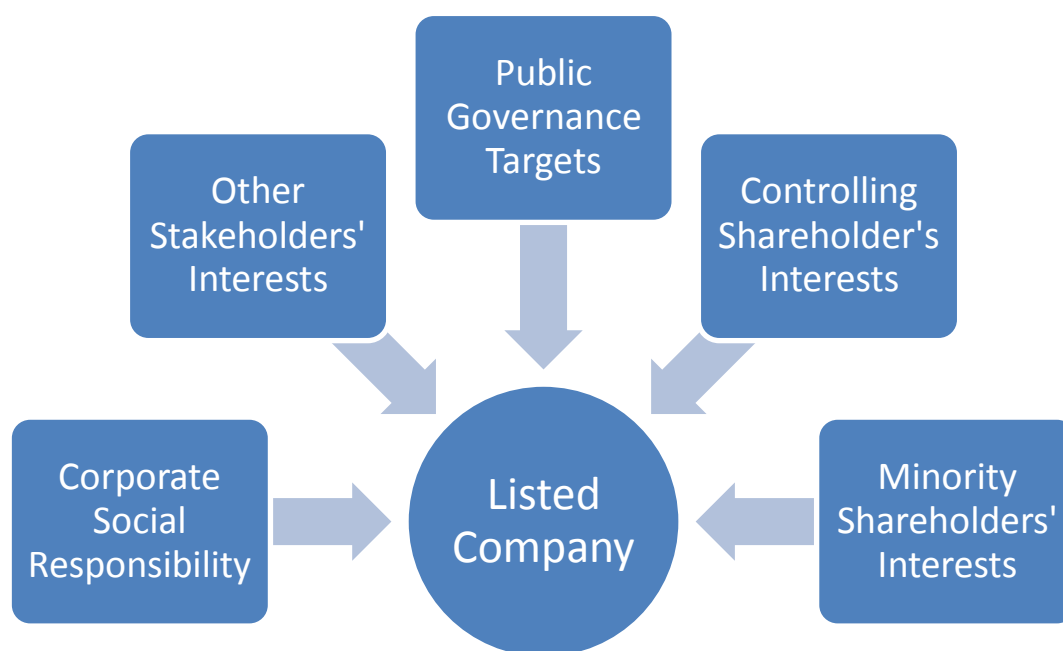 Public
Governance
Targets
Other
Stakeholders'
Interests
Controlling
Shareholder's
Interests
Corporate
Social
Responsibility
Listed
Company
Minority
Shareholders'
Interests